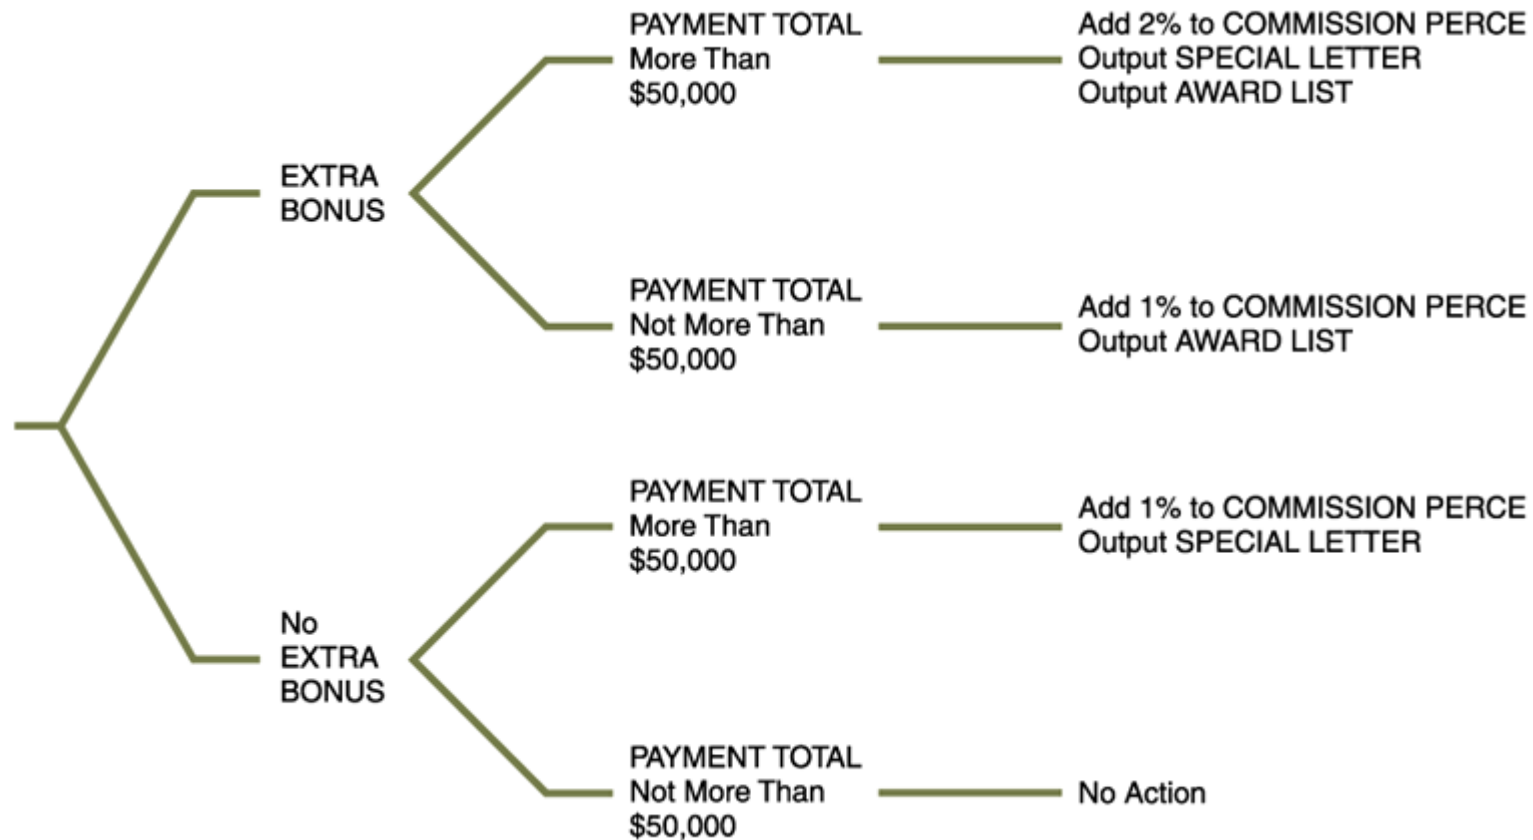 PAYMENT TOTAL
More Than
$50,000
Add 2% to COMMISSION PERCE
Output SPECIAL LETTER
Output AWARD LIST
EXTRA
BONUS
PAYMENT TOTAL
Not More Than
$50,000
Add 1% to COMMISSION PERCE
Output AWARD LIST
PAYMENT TOTAL
More Than
$50,000
Add 1% to COMMISSION PERCE
Output SPECIAL LETTER
No
EXTRA
BONUS
PAYMENT TOTAL
Not More Than
$50,000
No Action